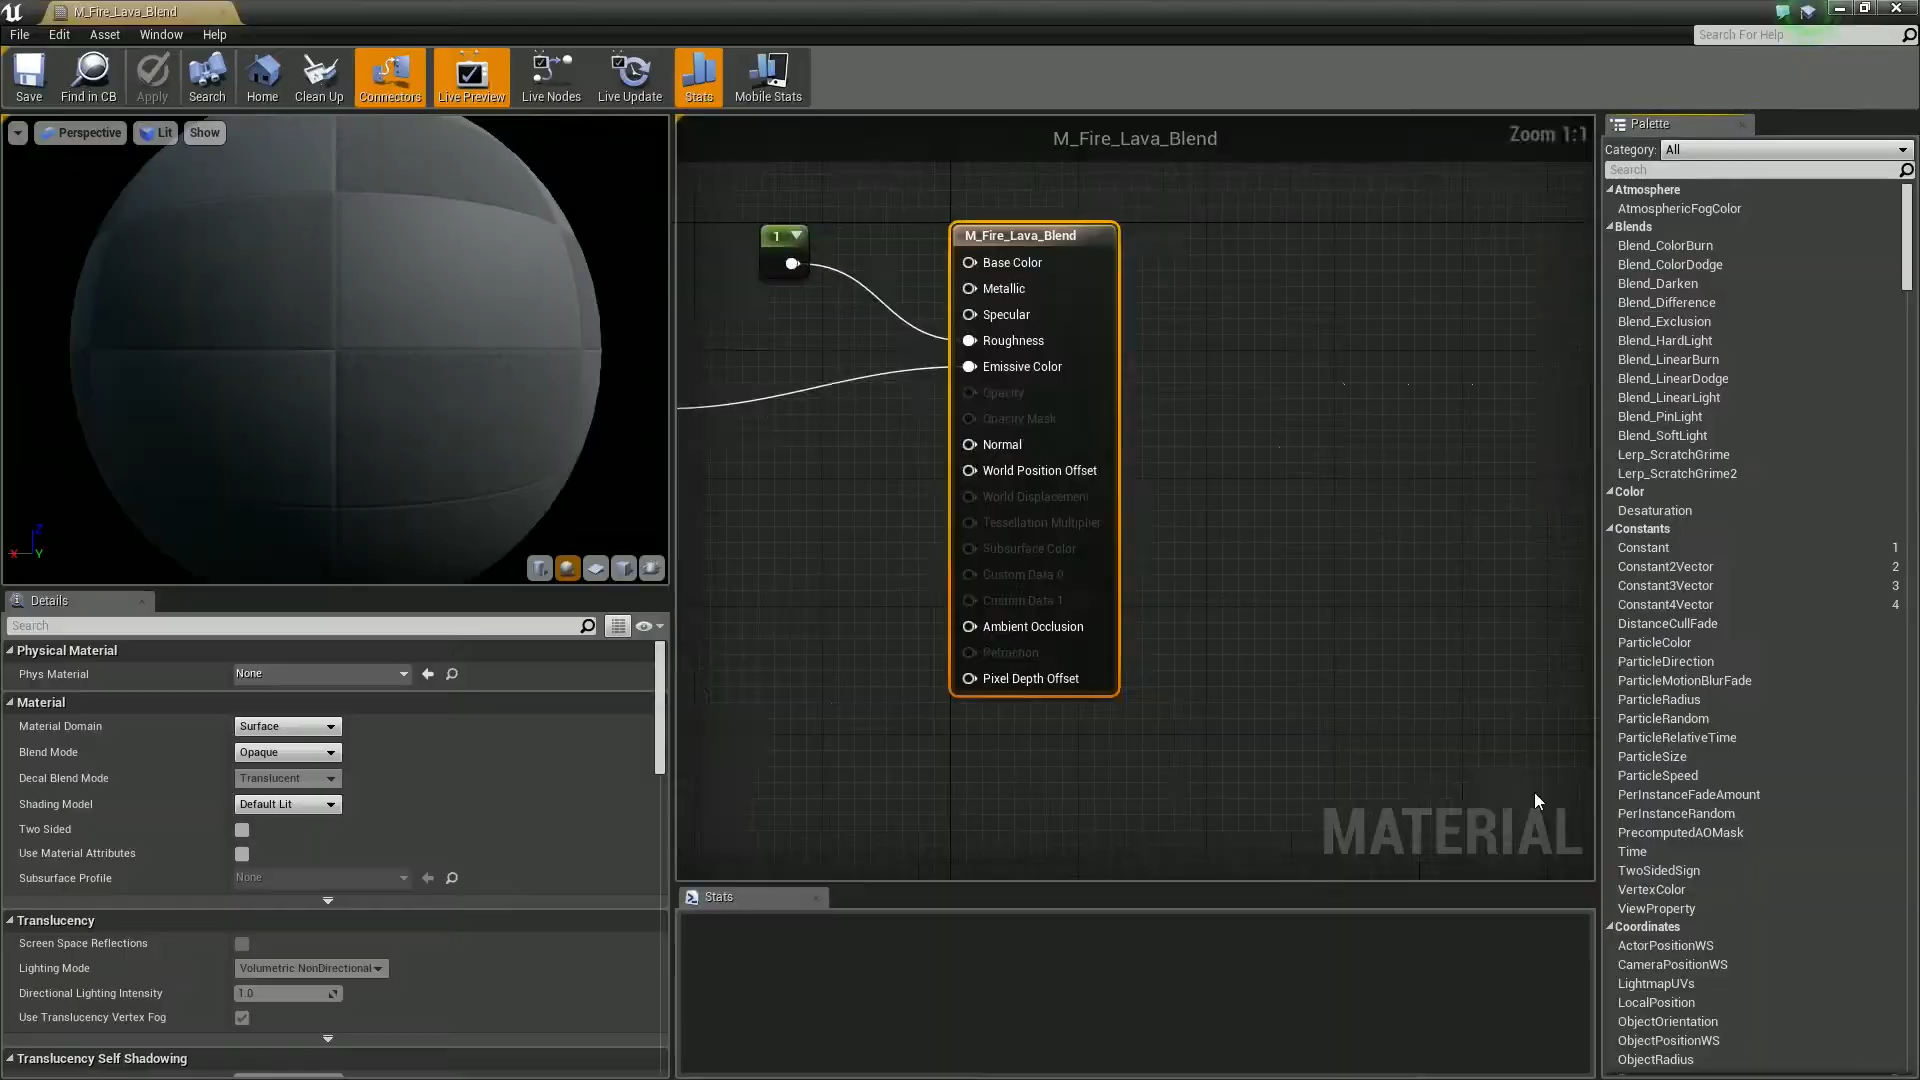 M_Fire_Lava_Blend
File Edit Asset Window Help
Search For Help
Save Find in CB Apply Search Home Clean Up Connectors Live Preview Live Nodes Live Update Stats Mobile Stats
Perspective Lit Show
X Y Z
Details
Search
Physical Material
Phys Material None
Material
Material Domain Surface
Blend Mode Opaque
Decal Blend Mode Translucent
Shading Model Default Lit
Two Sided
Use Material Attributes
Subsurface Profile None
Translucency
Screen Space Reflections
Lighting Mode Volumetric NonDirectional
Directional Lighting Intensity 1.0
Use Translucency Vertex Fog
Translucency Self Shadowing
M_Fire_Lava_Blend
Zoom 1:1
1
M_Fire_Lava_Blend
Base Color
Metallic
Specular
Roughness
Emissive Color
Opacity
Opacity Mask
Normal
World Position Offset
World Displacement
Tessellation Multiplier
Subsurface Color
Custom Data 0
Custom Data 1
Ambient Occlusion
Refraction
Pixel Depth Offset
MATERIAL
Stats
Palette
Category: All
Search
Atmosphere
AtmosphericFogColor
Blends
Blend_ColorBurn
Blend_ColorDodge
Blend_Darken
Blend_Difference
Blend_Exclusion
Blend_HardLight
Blend_LinearBurn
Blend_LinearDodge
Blend_LinearLight
Blend_PinLight
Blend_SoftLight
Lerp_ScratchGrime
Lerp_ScratchGrime2
Color
Desaturation
Constants
Constant 1
Constant2Vector 2
Constant3Vector 3
Constant4Vector 4
DistanceCullFade
ParticleColor
ParticleDirection
ParticleMotionBlurFade
ParticleRadius
ParticleRandom
ParticleRelativeTime
ParticleSize
ParticleSpeed
PerInstanceFadeAmount
PerInstanceRandom
PrecomputedAOMask
Time
TwoSidedSign
VertexColor
ViewProperty
Coordinates
ActorPositionWS
CameraPositionWS
LightmapUVs
LocalPosition
ObjectOrientation
ObjectPositionWS
ObjectRadius